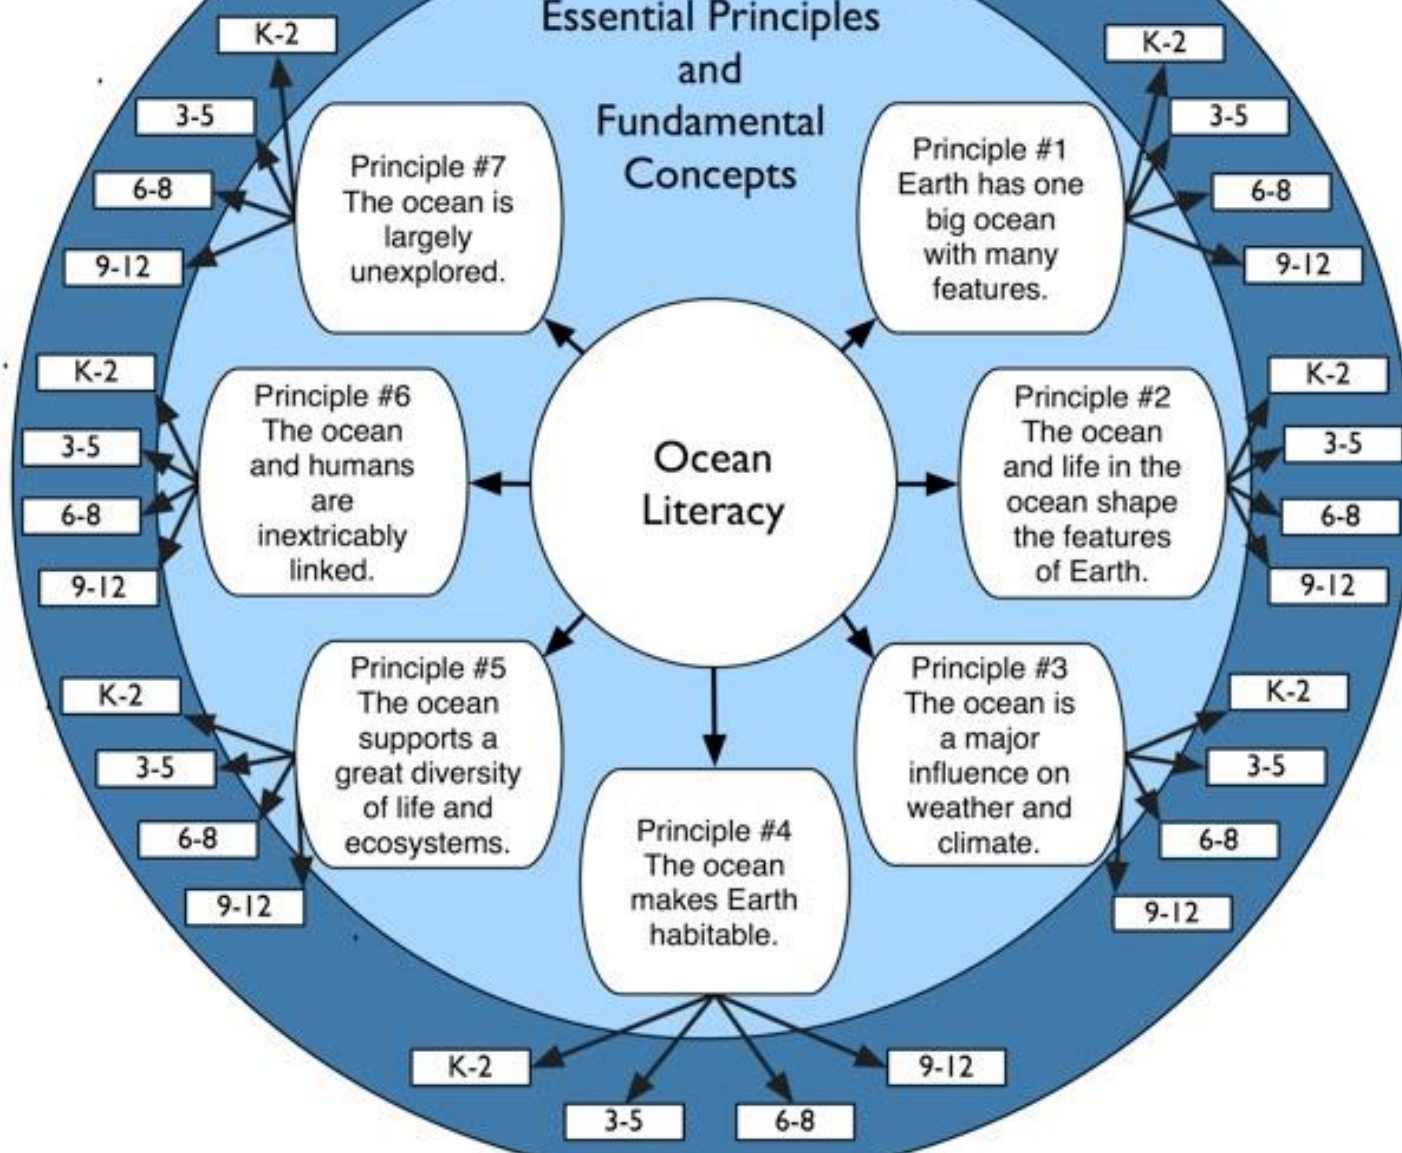 Essential Principles
and
Fundamental
Concepts
Ocean
Literacy
Principle #1
Earth has one
big ocean
with many
features.
K-2
3-5
6-8
9-12
Principle #2
The ocean
and life in the
ocean shape
the features
of Earth.
K-2
3-5
6-8
9-12
Principle #3
The ocean is
a major
influence on
weather and
climate.
K-2
3-5
6-8
9-12
Principle #4
The ocean
makes Earth
habitable.
K-2
3-5
6-8
9-12
Principle #5
The ocean
supports a
great diversity
of life and
ecosystems.
K-2
3-5
6-8
9-12
Principle #6
The ocean
and humans
are
inextricably
linked.
K-2
3-5
6-8
9-12
Principle #7
The ocean is
largely
unexplored.
K-2
3-5
6-8
9-12